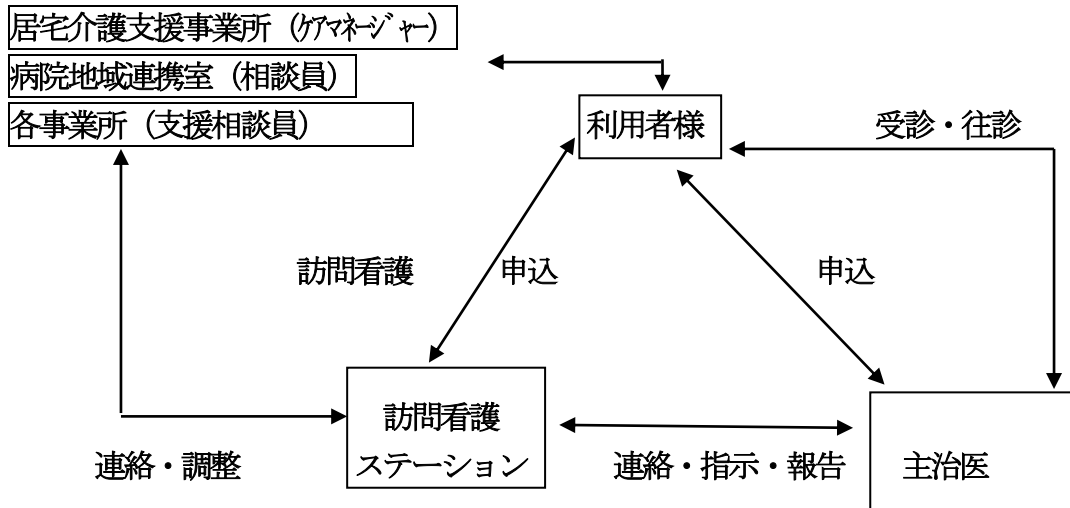 居宅介護支援事業所（ｹｱﾏﾈｰｼﾞｬｰ）
病院地域連携室（相談員）
各事業所（支援相談員）
利用者様
受診・往診
訪問看護
申込
申込
訪問看護
ステーション
連絡・調整
連絡・指示・報告
主治医